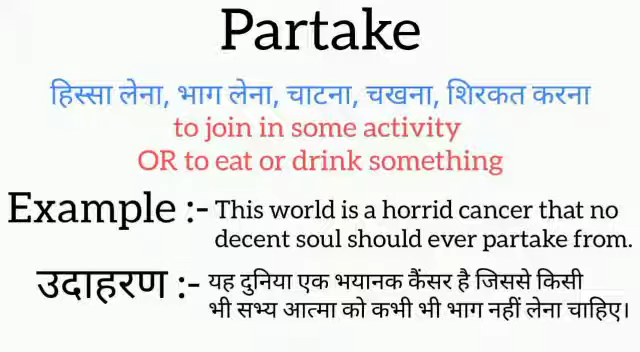 Partake
हिस्सा लेना, भाग लेना, चाटना, चखना, शिरकत करना
to join in some activity
OR to eat or drink something
Example :- This world is a horrid cancer that no
decent soul should ever partake from.
उदाहरण :- यह दुनिया एक भयानक कैंसर है जिससे किसी
भी सभ्य आत्मा को कभी भी भाग नहीं लेना चाहिए।